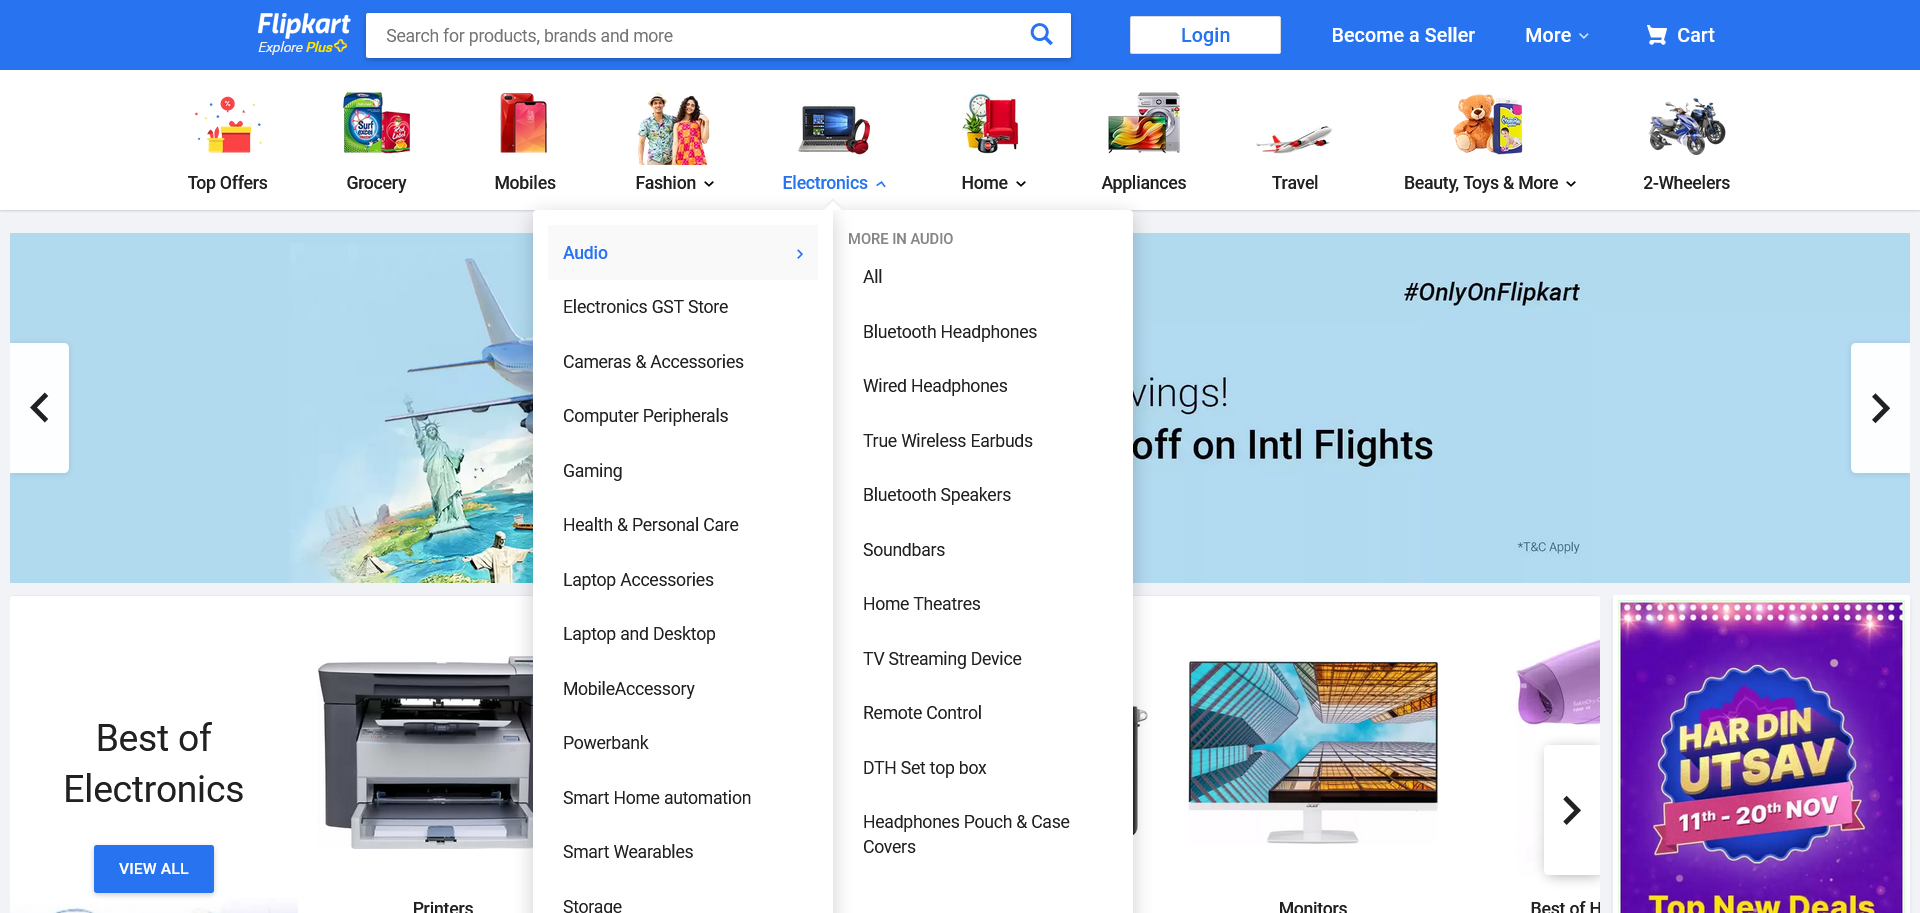 Flipkart
Explore Plus
Search for products, brands and more
Login
Become a Seller
More
Cart
Top Offers
Grocery
Mobiles
Fashion
Electronics
Home
Appliances
Travel
Beauty, Toys & More
2-Wheelers
Audio
Electronics GST Store
Cameras & Accessories
Computer Peripherals
Gaming
Health & Personal Care
Laptop Accessories
Laptop and Desktop
MobileAccessory
Powerbank
Smart Home automation
Smart Wearables
Storage
MORE IN AUDIO
All
Bluetooth Headphones
Wired Headphones
True Wireless Earbuds
Bluetooth Speakers
Soundbars
Home Theatres
TV Streaming Device
Remote Control
DTH Set top box
Headphones Pouch & Case
Covers
#OnlyOnFlipkart
vings!
off on Intl Flights
*T&C Apply
Best of
Electronics
VIEW ALL
Printers
Monitors
Best of H
HAR DIN
UTSAV
11th - 20th NOV
Top New Deals